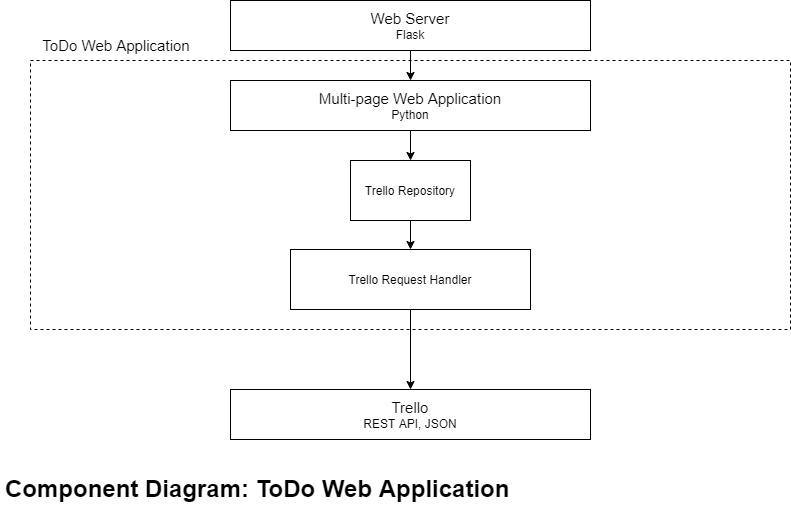 Web Server
Flask
ToDo Web Application
Multi-page Web Application
Python
Trello Repository
Trello Request Handler
Trello
REST API, JSON
Component Diagram: ToDo Web Application